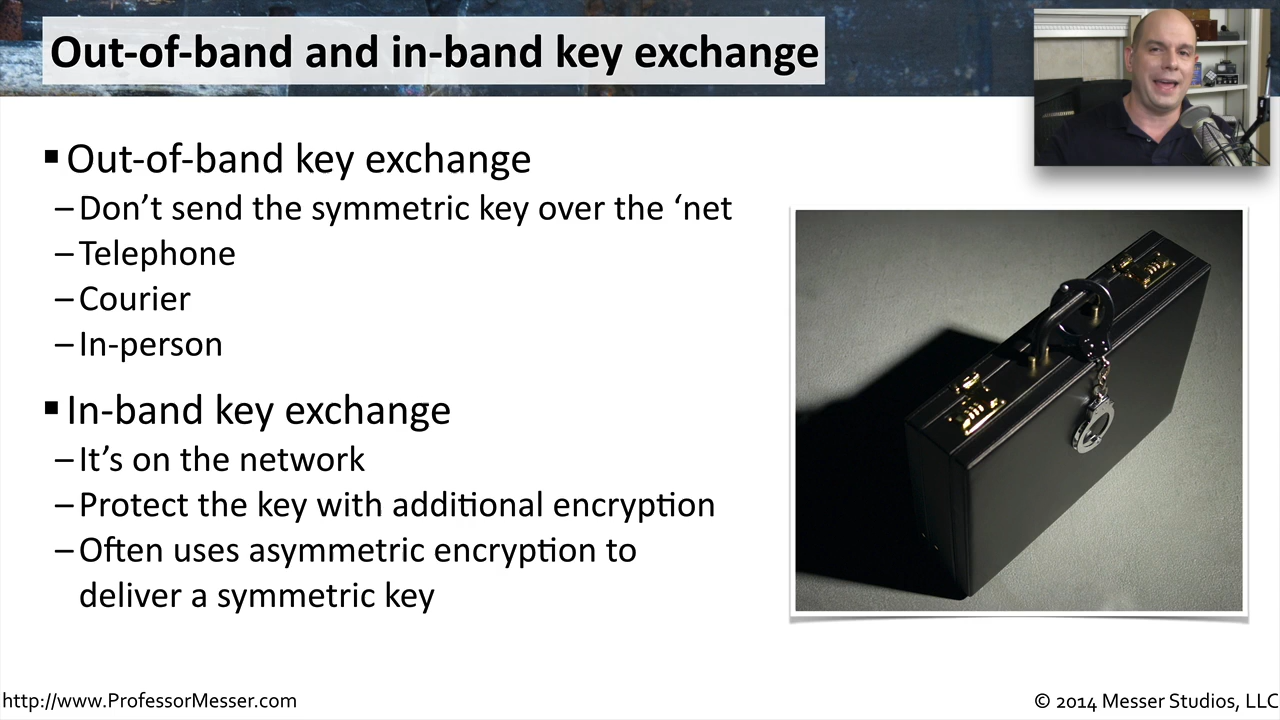 Out-of-band and in-band key exchange
▪ Out-of-band key exchange
– Don’t send the symmetric key over the ‘net
– Telephone
– Courier
– In-person
▪ In-band key exchange
– It’s on the network
– Protect the key with additional encryption
– Often uses asymmetric encryption to
deliver a symmetric key
http://www.ProfessorMesser.com
© 2014 Messer Studios, LLC